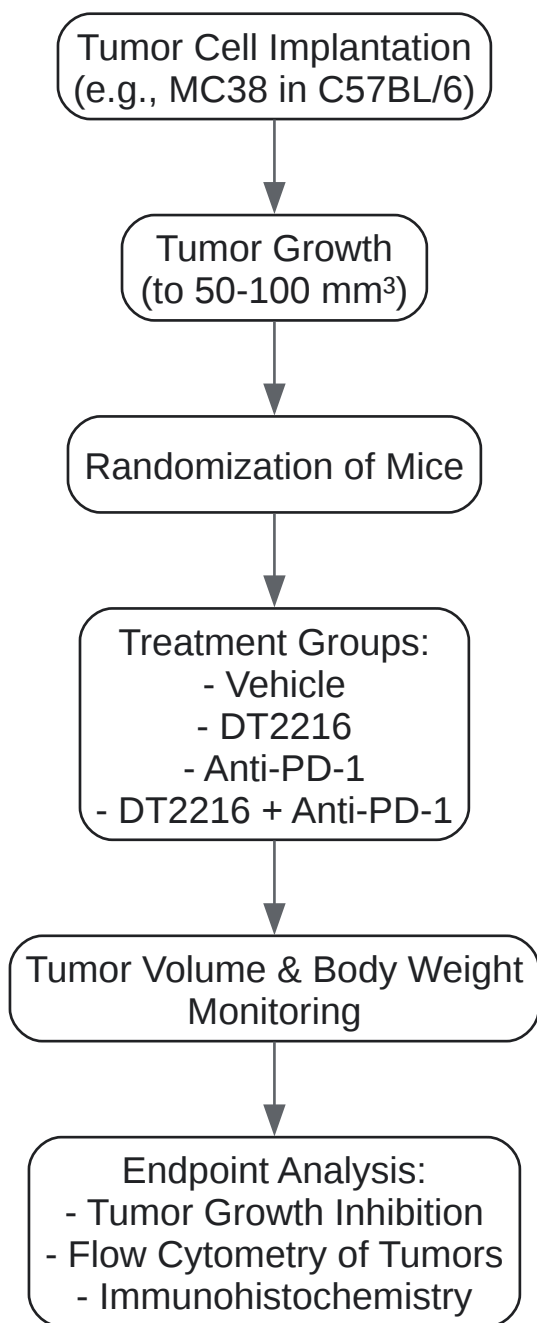 Tumor Cell Implantation
(e.g., MC38 in C57BL/6)
Tumor Growth
(to 50-100 mm³)
Randomization of Mice
Treatment Groups:
- Vehicle
- DT2216
- Anti-PD-1
- DT2216 + Anti-PD-1
Tumor Volume & Body Weight
Monitoring
Endpoint Analysis:
- Tumor Growth Inhibition
- Flow Cytometry of Tumors
- Immunohistochemistry